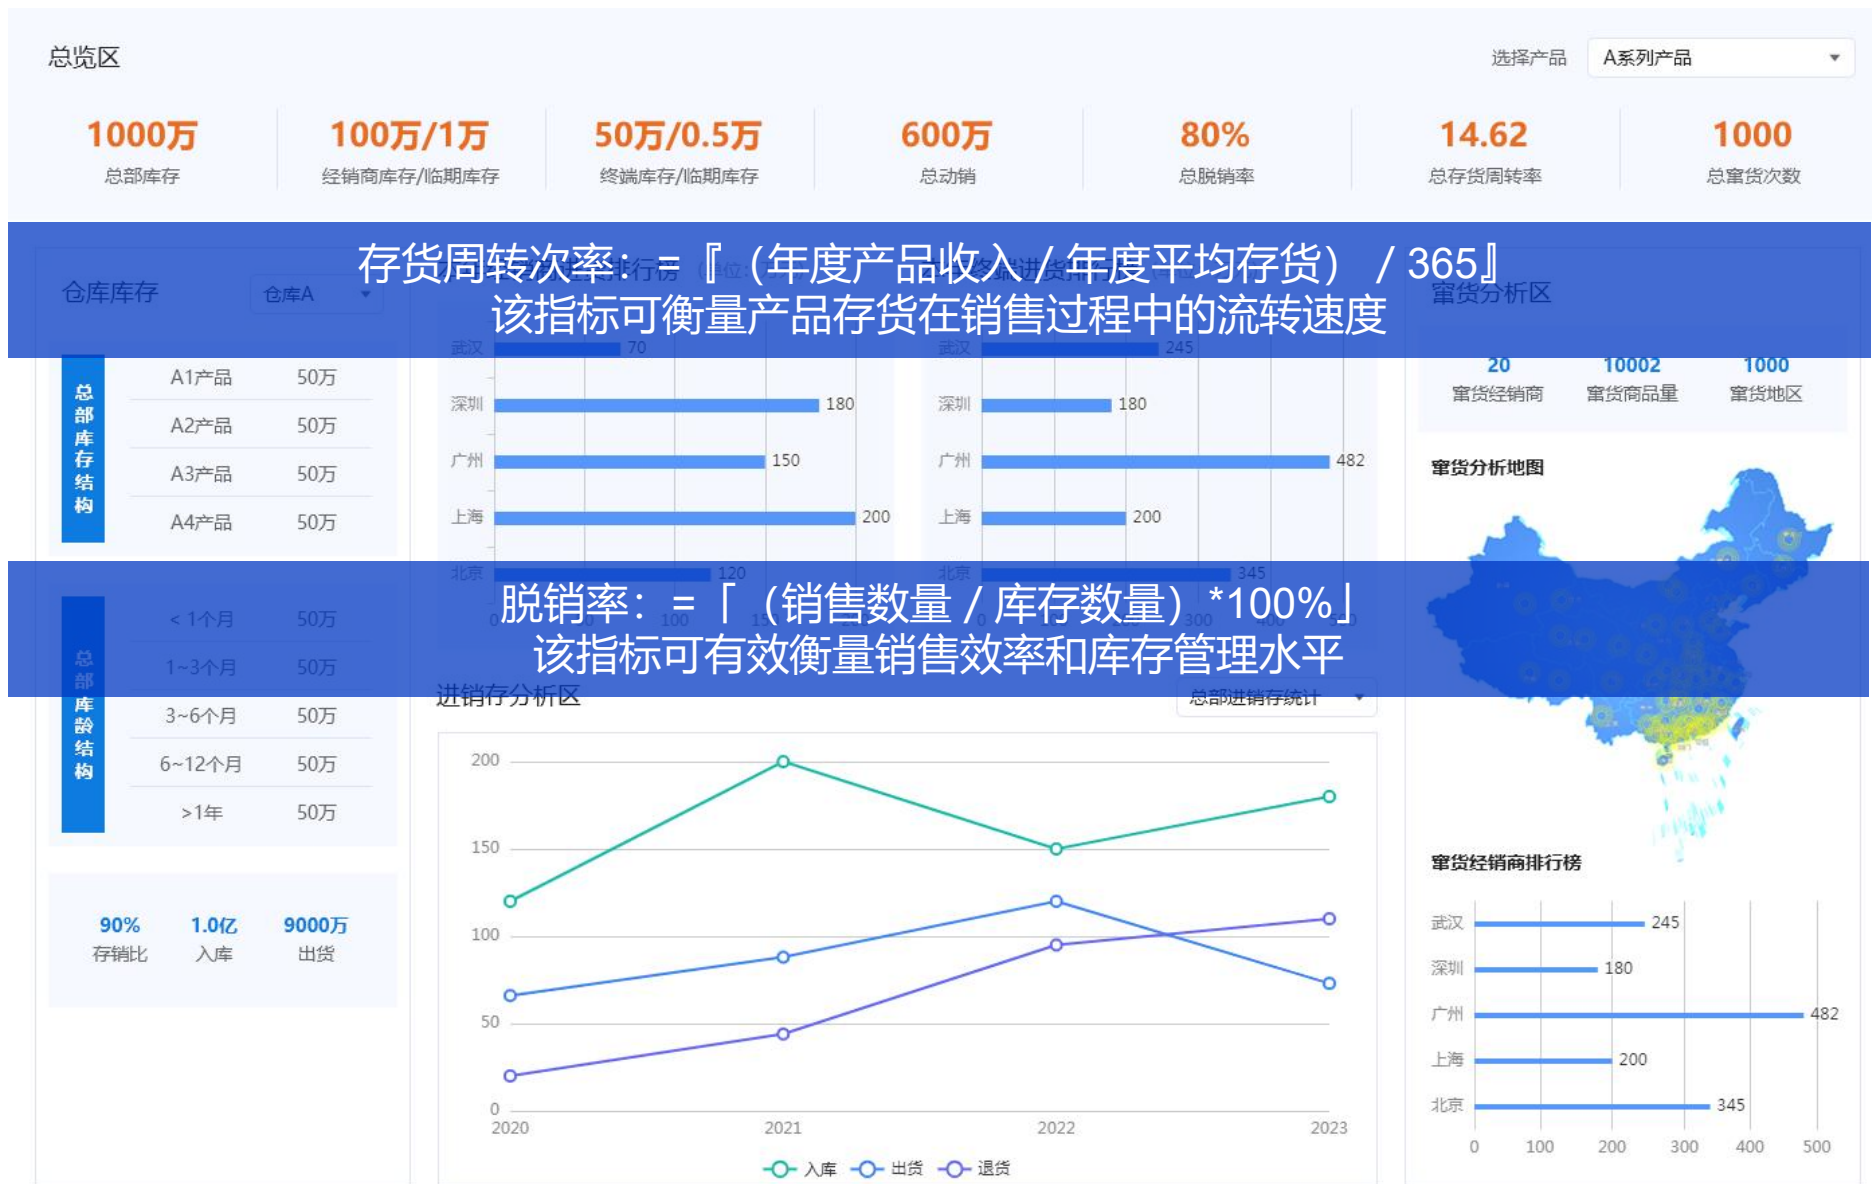 总览区
选择产品 A系列产品
1000万 100万/1万 50万/0.5万 600万 80% 14.62 1000
总部库存 经销商库存/临期库存 终端库存/临期库存 总动销 总脱销率 总存货周转率 总窜货次数
存货周转次率：=『（年度产品收入 / 年度平均存货） / 365』
该指标可衡量产品存货在销售过程中的流转速度
仓库库存 仓库A
总部库存结构
A1产品 50万
A2产品 50万
A3产品 50万
A4产品 50万
总部库龄结构
< 1个月 50万
1~3个月 50万
3~6个月 50万
6~12个月 50万
>1年 50万
90% 1.0亿 9000万
存销比 入库 出货
武汉 70
深圳 180
广州 150
上海 200
北京 120
武汉 245
深圳 180
广州 482
上海 200
北京 345
脱销率：=「（销售数量 / 库存数量）*100%」
该指标可有效衡量销售效率和库存管理水平
进销存分析区
总部进销存统计
200
150
100
50
0
2020 2021 2022 2023
入库 出货 退货
窜货分析区
20 10002 1000
窜货经销商 窜货商品量 窜货地区
窜货分析地图
窜货经销商排行榜
武汉 245
深圳 180
广州 482
上海 200
北京 345
0 100 200 300 400 500